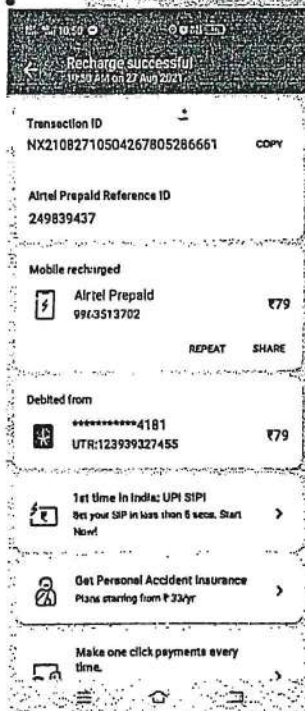 10:50
Recharge successful
10:50 AM on 27 Aug 2021
Transaction ID
NX21082710504267805286661 COPY
Airtel Prepaid Reference ID
249839437
Mobile recharged
Airtel Prepaid ₹79
9963513702
REPEAT SHARE
Debited from
***********4181
UTR:123939327455 ₹79
1st time in India: UPI SIP!
Set your SIP in less than 5 secs. Start
Now!
Get Personal Accident Insurance
Plans starting from ₹33/yr
Make one click payments every
time.